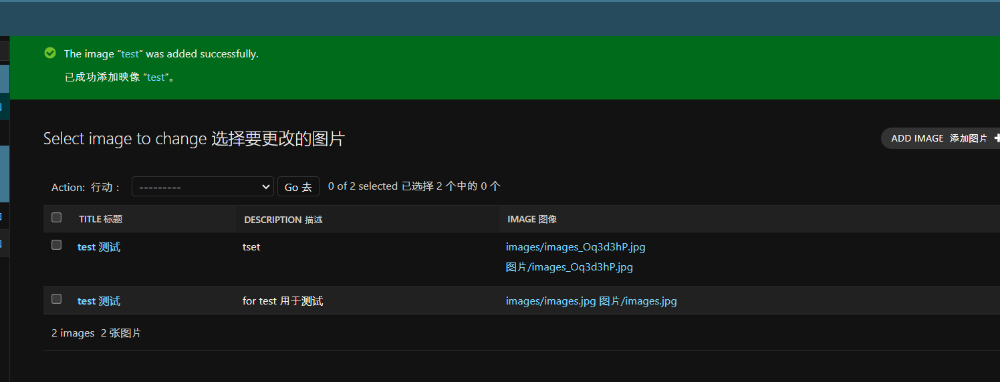 The image “test” was added successfully.
已成功添加映像 “test”。
Select image to change 选择要更改的图片
ADD IMAGE 添加图片
Action: 行动： --------- Go 去 0 of 2 selected 已选择 2 个中的 0 个
TITLE 标题 DESCRIPTION 描述 IMAGE 图像
test 测试 tset images/images_Oq3d3hP.jpg
图片/images_Oq3d3hP.jpg
test 测试 for test 用于测试 images/images.jpg 图片/images.jpg
2 images 2 张图片